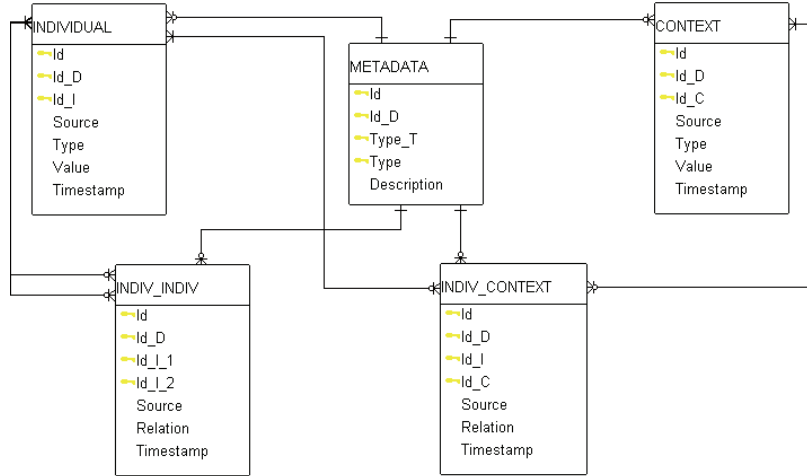 INDIVIDUAL
Id
Id_D
Id_I
Source
Type
Value
Timestamp
METADATA
Id
Id_D
Type_T
Type
Description
CONTEXT
Id
Id_D
Id_C
Source
Type
Value
Timestamp
INDIV_INDIV
Id
Id_D
Id_I_1
Id_I_2
Source
Relation
Timestamp
INDIV_CONTEXT
Id
Id_D
Id_I
Id_C
Source
Relation
Timestamp